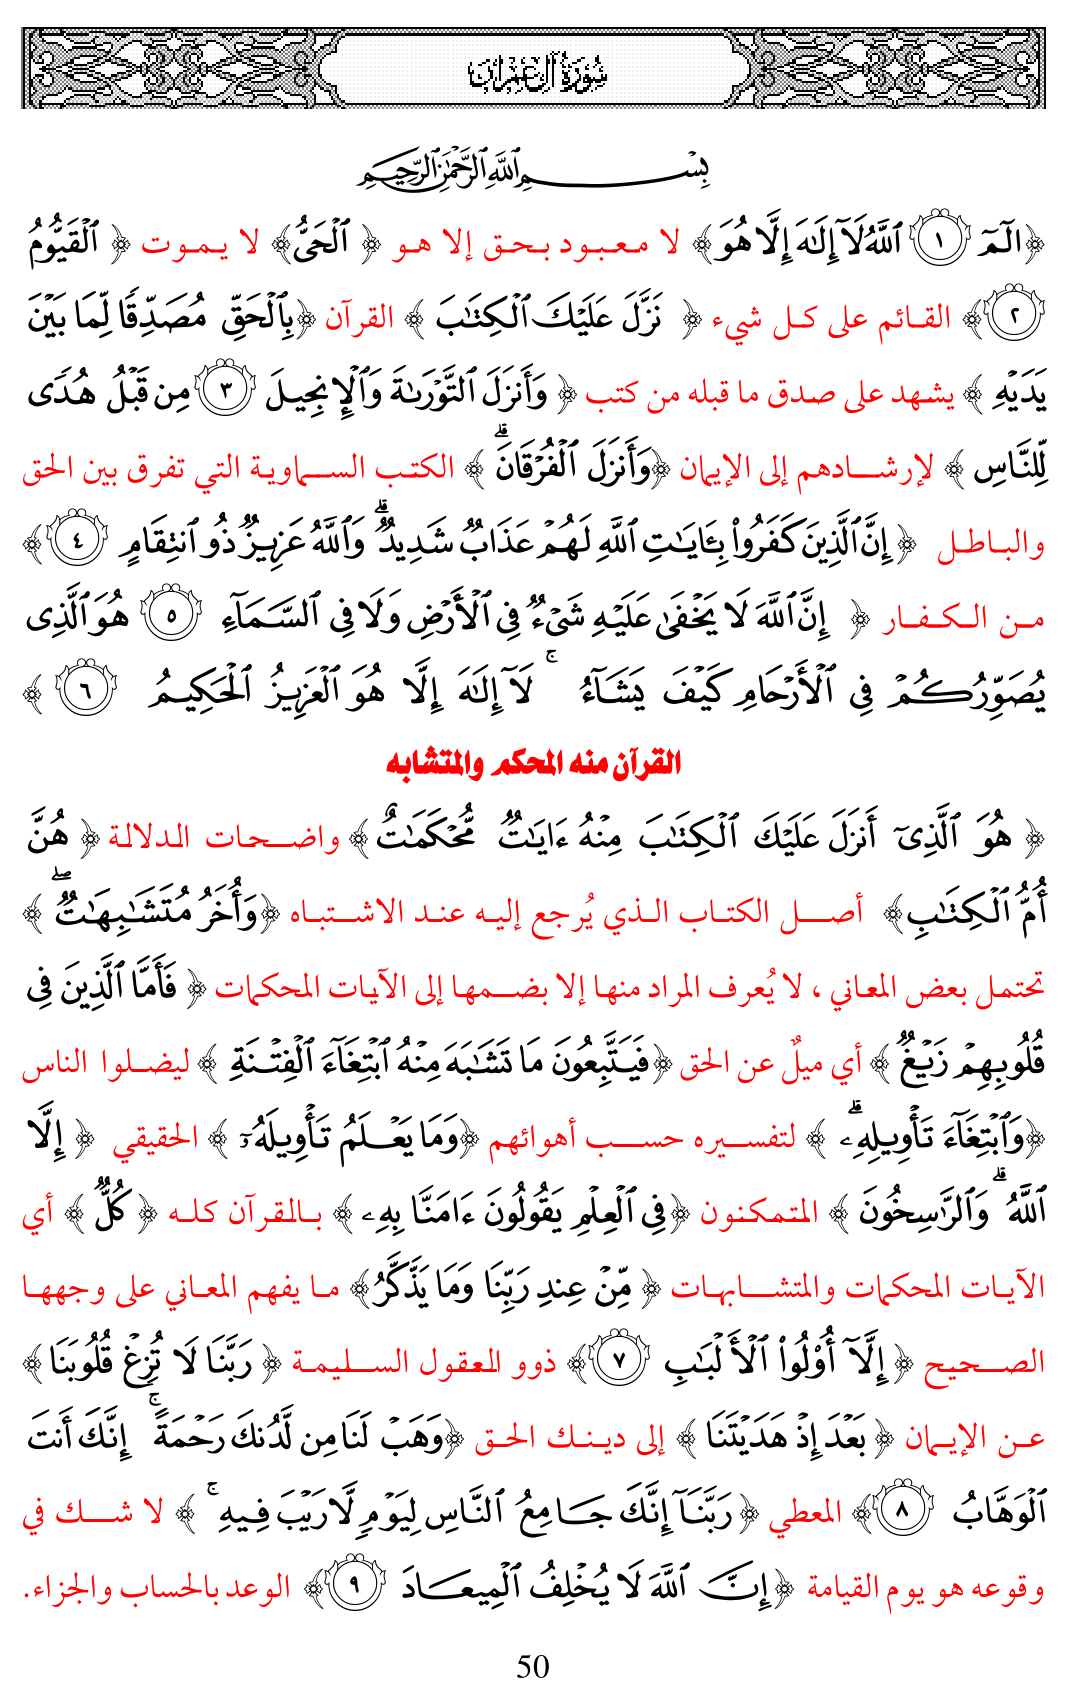 سُورَةُ آلِ عِمْرَان
بِسْمِ ٱللَّهِ ٱلرَّحْمَٰنِ ٱلرَّحِيمِ
﴿الٓمٓ ١ ٱللَّهُ لَآ إِلَٰهَ إِلَّا هُوَ﴾ لا معبود بحق إلا هو ﴿ ٱلْحَىُّ﴾ لا يموت ﴿ ٱلْقَيُّومُ
٢﴾ القائم على كل شيء ﴿ نَزَّلَ عَلَيْكَ ٱلْكِتَٰبَ ﴾ القرآن ﴿بِٱلْحَقِّ مُصَدِّقًا لِّمَا بَيْنَ
يَدَيْهِ ﴾ يشهد على صدق ما قبله من كتب ﴿ وَأَنزَلَ ٱلتَّوْرَىٰةَ وَٱلْإِنجِيلَ ٣ مِن قَبْلُ هُدًى
لِّلنَّاسِ ﴾ لإرشادهم إلى الإيمان ﴿وَأَنزَلَ ٱلْفُرْقَانَ ۗ﴾ الكتب السماوية التي تفرق بين الحق
والباطل ﴿ إِنَّ ٱلَّذِينَ كَفَرُوا۟ بِـَٔايَٰتِ ٱللَّهِ لَهُمْ عَذَابٌ شَدِيدٌ ۗ وَٱللَّهُ عَزِيزٌ ذُو ٱنتِقَامٍ ٤ ﴾
من الكفار ﴿ إِنَّ ٱللَّهَ لَا يَخْفَىٰ عَلَيْهِ شَىْءٌ فِى ٱلْأَرْضِ وَلَا فِى ٱلسَّمَآءِ ٥ هُوَ ٱلَّذِى
يُصَوِّرُكُمْ فِى ٱلْأَرْحَامِ كَيْفَ يَشَآءُ ۚ لَآ إِلَٰهَ إِلَّا هُوَ ٱلْعَزِيزُ ٱلْحَكِيمُ ٦ ﴾
القرآن منه المحكم والمتشابه
﴿ هُوَ ٱلَّذِىٓ أَنزَلَ عَلَيْكَ ٱلْكِتَٰبَ مِنْهُ ءَايَٰتٌ مُّحْكَمَٰتٌ﴾ واضحات الدلالة ﴿ هُنَّ
أُمُّ ٱلْكِتَٰبِ﴾ أصل الكتاب الذي يُرجع إليه عند الاشتباه ﴿وَأُخَرُ مُتَشَٰبِهَٰتٌ ۖ ﴾
تحتمل بعض المعاني ، لا يُعرف المراد منها إلا بضمها إلى الآيات المحكمات ﴿ فَأَمَّا ٱلَّذِينَ فِى
قُلُوبِهِمْ زَيْغٌ ﴾ أي ميلٌ عن الحق ﴿فَيَتَّبِعُونَ مَا تَشَٰبَهَ مِنْهُ ٱبْتِغَآءَ ٱلْفِتْنَةِ ﴾ ليضلوا الناس
﴿وَٱبْتِغَآءَ تَأْوِيلِهِۦ ۗ ﴾ لتفسيره حسب أهوائهم ﴿وَمَا يَعْلَمُ تَأْوِيلَهُۥٓ ﴾ الحقيقي ﴿ إِلَّا
ٱللَّهُ ۗ وَٱلرَّٰسِخُونَ ﴾ المتمكنون ﴿فِى ٱلْعِلْمِ يَقُولُونَ ءَامَنَّا بِهِۦ ﴾ بالقرآن كله ﴿ كُلٌّ ﴾ أي
الآيات المحكمات والمتشابهات ﴿ مِّنْ عِندِ رَبِّنَا وَمَا يَذَّكَّرُ﴾ ما يفهم المعاني على وجهها
الصحيح ﴿ إِلَّآ أُو۟لُوا۟ ٱلْأَلْبَٰبِ ٧﴾ ذوو العقول السليمة ﴿ رَبَّنَا لَا تُزِغْ قُلُوبَنَا ﴾
عن الإيمان ﴿ بَعْدَ إِذْ هَدَيْتَنَا ﴾ إلى دينك الحق ﴿وَهَبْ لَنَا مِن لَّدُنكَ رَحْمَةً ۚ إِنَّكَ أَنتَ
ٱلْوَهَّابُ ٨﴾ المعطي ﴿ رَبَّنَآ إِنَّكَ جَامِعُ ٱلنَّاسِ لِيَوْمٍ لَّا رَيْبَ فِيهِ ۚ ﴾ لا شك في
وقوعه هو يوم القيامة ﴿إِنَّ ٱللَّهَ لَا يُخْلِفُ ٱلْمِيعَادَ ٩﴾ الوعد بالحساب والجزاء.
50